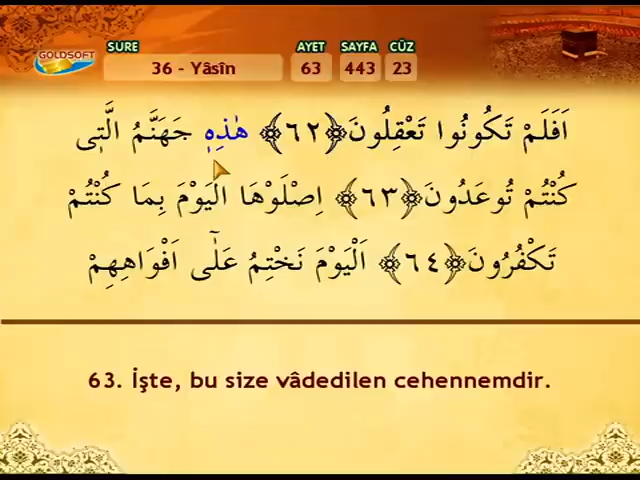 GOLDSOFT
SURE AYET SAYFA CÜZ
36 - Yâsîn 63 443 23
اَفَلَمْ تَكُونُوا تَعْقِلُونَ ﴿٦٢﴾ هٰذِهٖ جَهَنَّمُ الَّتٖى
كُنْتُمْ تُوعَدُونَ ﴿٦٣﴾ اِصْلَوْهَا الْيَوْمَ بِمَا كُنْتُمْ
تَكْفُرُونَ ﴿٦٤﴾ اَلْيَوْمَ نَخْتِمُ عَلٰٓى اَفْوَاهِهِمْ
63. İşte, bu size vâdedilen cehennemdir.